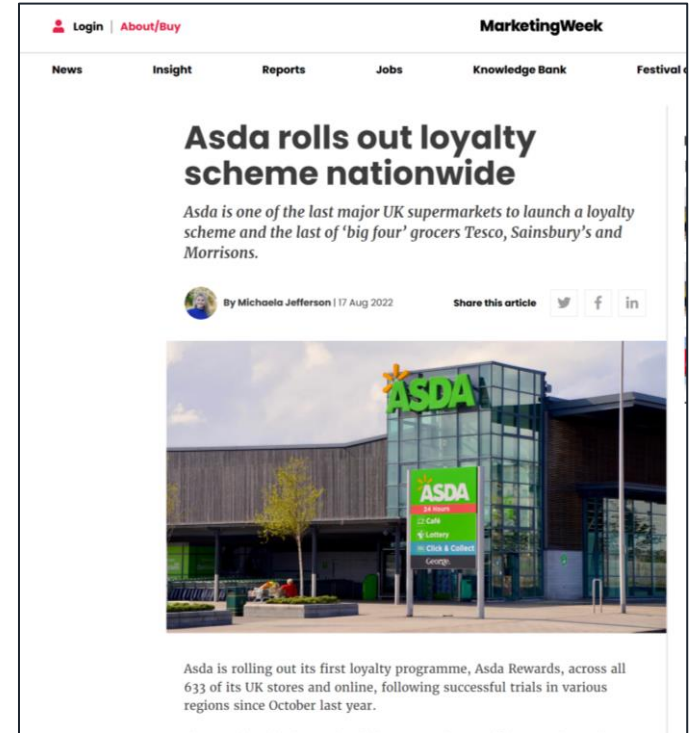 Login | About/Buy
MarketingWeek
News Insight Reports Jobs Knowledge Bank Festival
Asda rolls out loyalty
scheme nationwide
Asda is one of the last major UK supermarkets to launch a loyalty
scheme and the last of ‘big four’ grocers Tesco, Sainsbury’s and
Morrisons.
By Michaela Jefferson | 17 Aug 2022
Share this article
ASDA
ASDA
24 Hours
Café
Lottery
Click & Collect
George.
Asda is rolling out its first loyalty programme, Asda Rewards, across all
633 of its UK stores and online, following successful trials in various
regions since October last year.